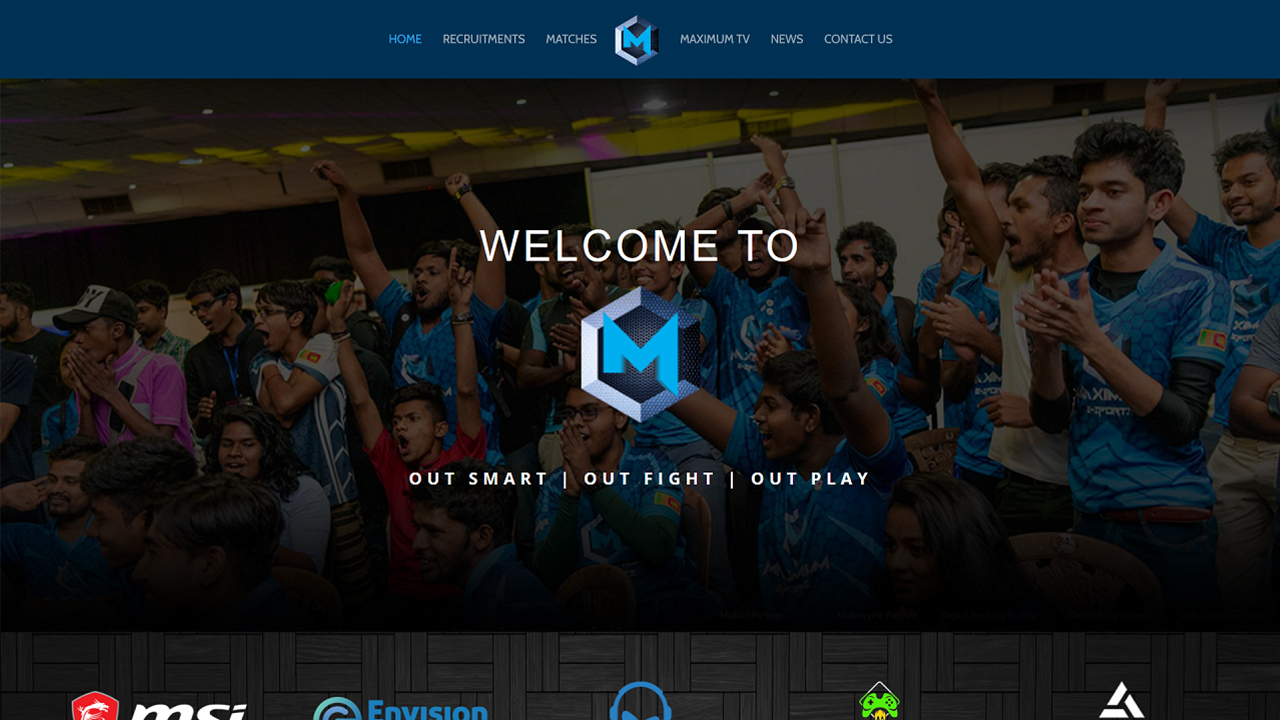 HOME RECRUITMENTS MATCHES M MAXIMUM TV NEWS CONTACT US
WELCOME TO
M
OUT SMART | OUT FIGHT | OUT PLAY
msi
Envision